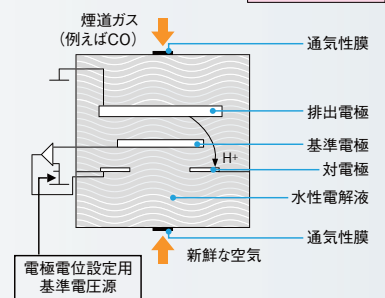 煙道ガス
(例えばCO)
通気性膜
排出電極
基準電極
H+
対電極
水性電解液
通気性膜
新鮮な空気
電極電位設定用
基準電圧源